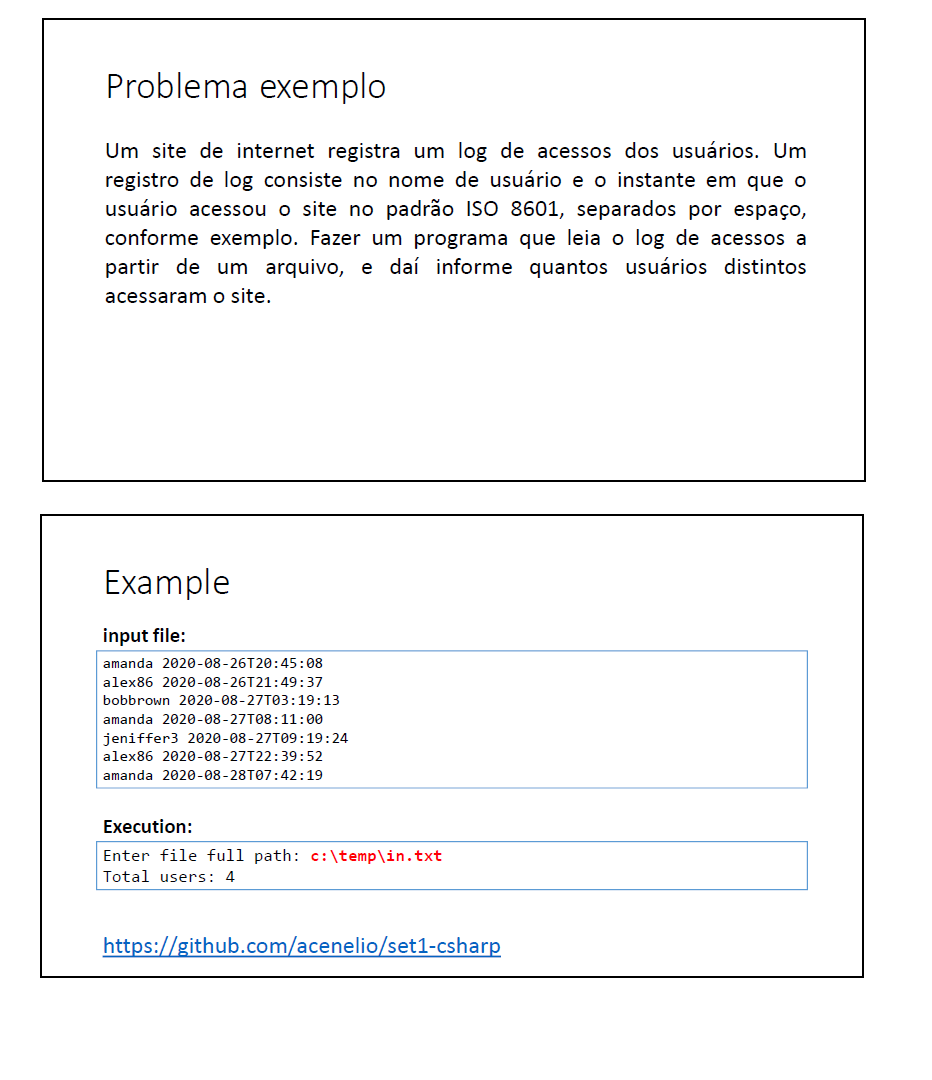 Problema exemplo
Um site de internet registra um log de acessos dos usuários. Um
registro de log consiste no nome de usuário e o instante em que o
usuário acessou o site no padrão ISO 8601, separados por espaço,
conforme exemplo. Fazer um programa que leia o log de acessos a
partir de um arquivo, e daí informe quantos usuários distintos
acessaram o site.
Example
input file:
amanda 2020-08-26T20:45:08
alex86 2020-08-26T21:49:37
bobbrown 2020-08-27T03:19:13
amanda 2020-08-27T08:11:00
jeniffer3 2020-08-27T09:19:24
alex86 2020-08-27T22:39:52
amanda 2020-08-28T07:42:19
Execution:
Enter file full path: c:\temp\in.txt
Total users: 4
https://github.com/acenelio/set1-csharp